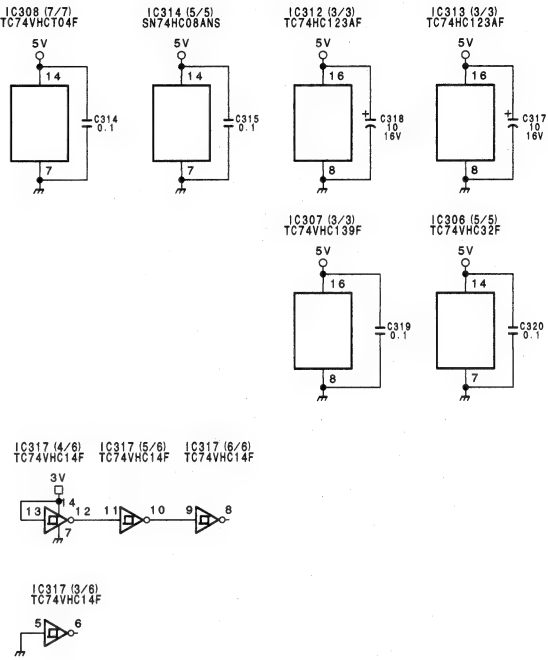 IC308 (7/7)
TC74VHCT04F
5V
14
C314
0.1
7
IC314 (5/5)
SN74HC08ANS
5V
14
C315
0.1
7
IC312 (3/3)
TC74HC123AF
5V
16
+
C318
10
16V
8
IC313 (3/3)
TC74HC123AF
5V
16
+
C317
10
16V
8
IC307 (3/3)
TC74VHC139F
5V
16
C319
0.1
8
IC306 (5/5)
TC74VHC32F
5V
14
C320
0.1
7
IC317 (4/6)
TC74VHC14F
3V
14
13
12
7
IC317 (5/6)
TC74VHC14F
11
10
IC317 (6/6)
TC74VHC14F
9
8
IC317 (3/6)
TC74VHC14F
5
6